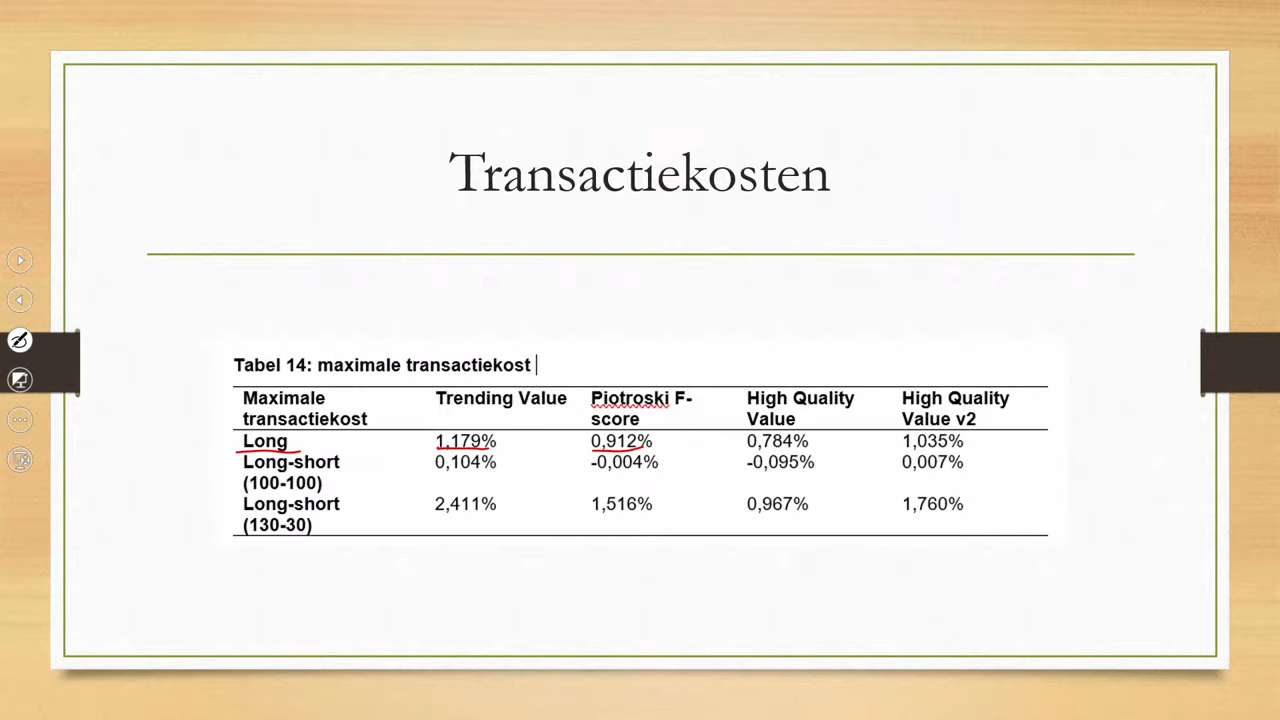 Transactiekosten
Tabel 14: maximale transactiekost
Maximale transactiekost Trending Value Piotroski F-score High Quality Value High Quality Value v2
Long 1,179% 0,912% 0,784% 1,035%
Long-short (100-100) 0,104% -0,004% -0,095% 0,007%
Long-short (130-30) 2,411% 1,516% 0,967% 1,760%